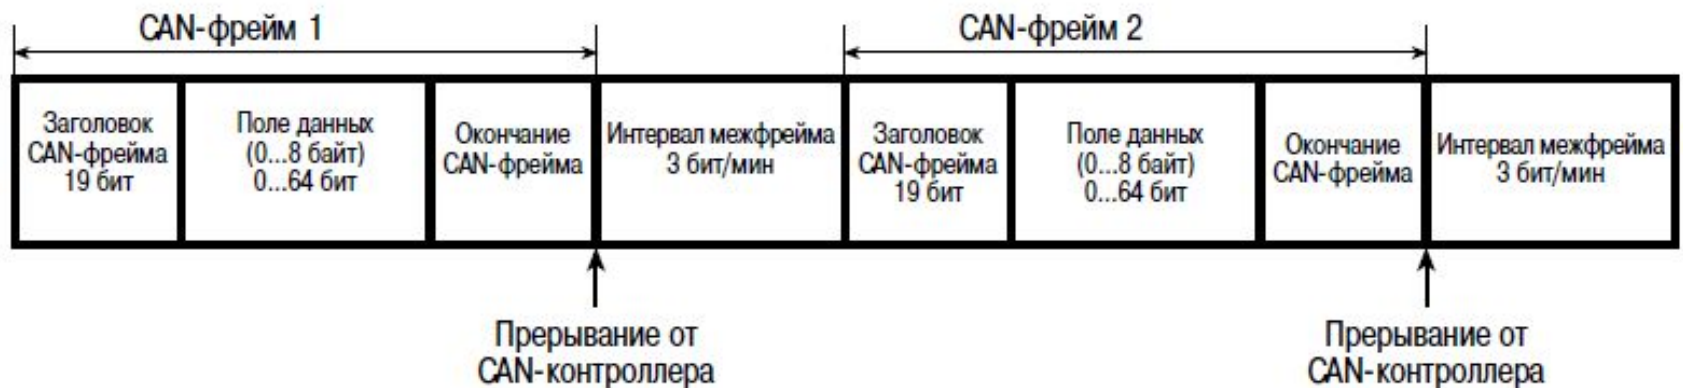 CAN-фрейм 1
CAN-фрейм 2
Заголовок
CAN-фрейма
19 бит
Поле данных
(0...8 байт)
0...64 бит
Окончание
CAN-фрейма
Интервал межфрейма
3 бит/мин
Заголовок
CAN-фрейма
19 бит
Поле данных
(0...8 байт)
0...64 бит
Окончание
CAN-фрейма
Интервал межфрейма
3 бит/мин
Прерывание от
CAN-контроллера
Прерывание от
CAN-контроллера